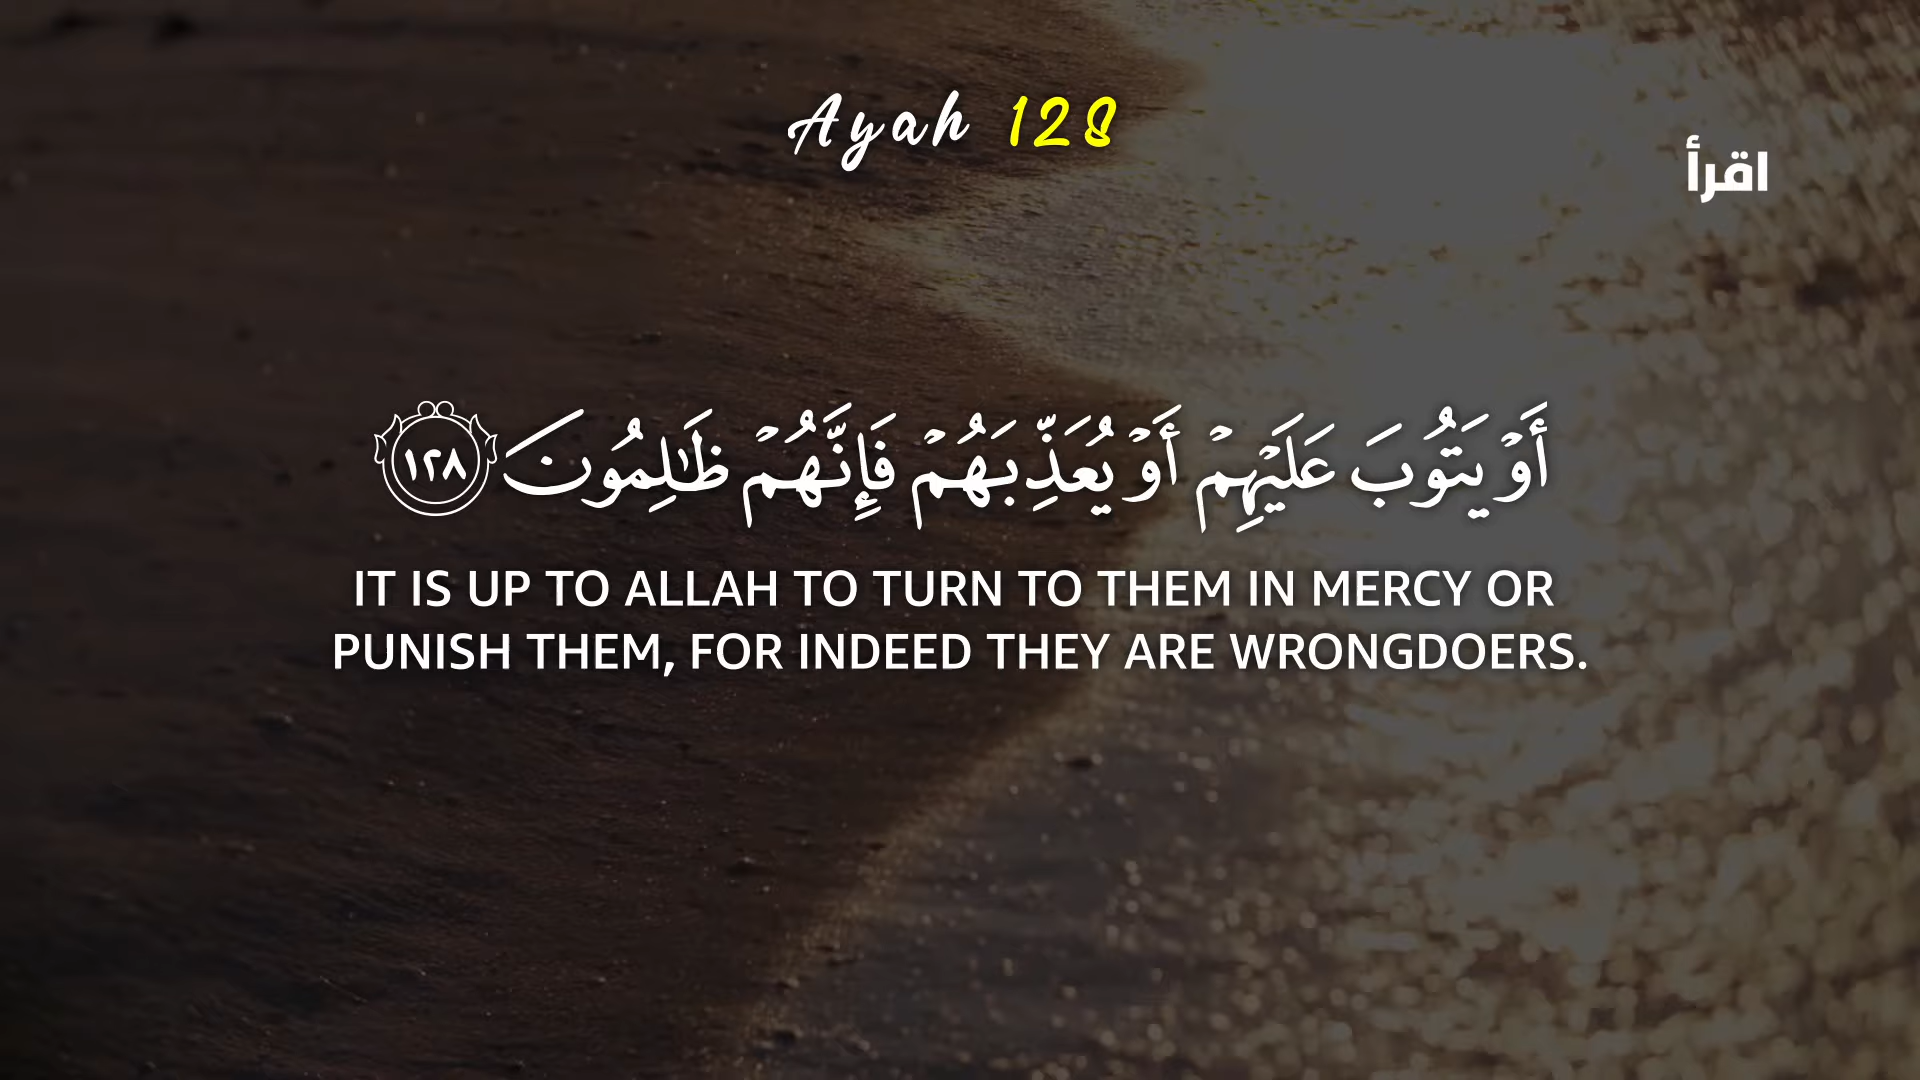 Ayah 128
اقرأ
أَوْ يَتُوبَ عَلَيْهِمْ أَوْ يُعَذِّبَهُمْ فَإِنَّهُمْ ظَٰلِمُونَ ١٢٨
IT IS UP TO ALLAH TO TURN TO THEM IN MERCY OR
PUNISH THEM, FOR INDEED THEY ARE WRONGDOERS.